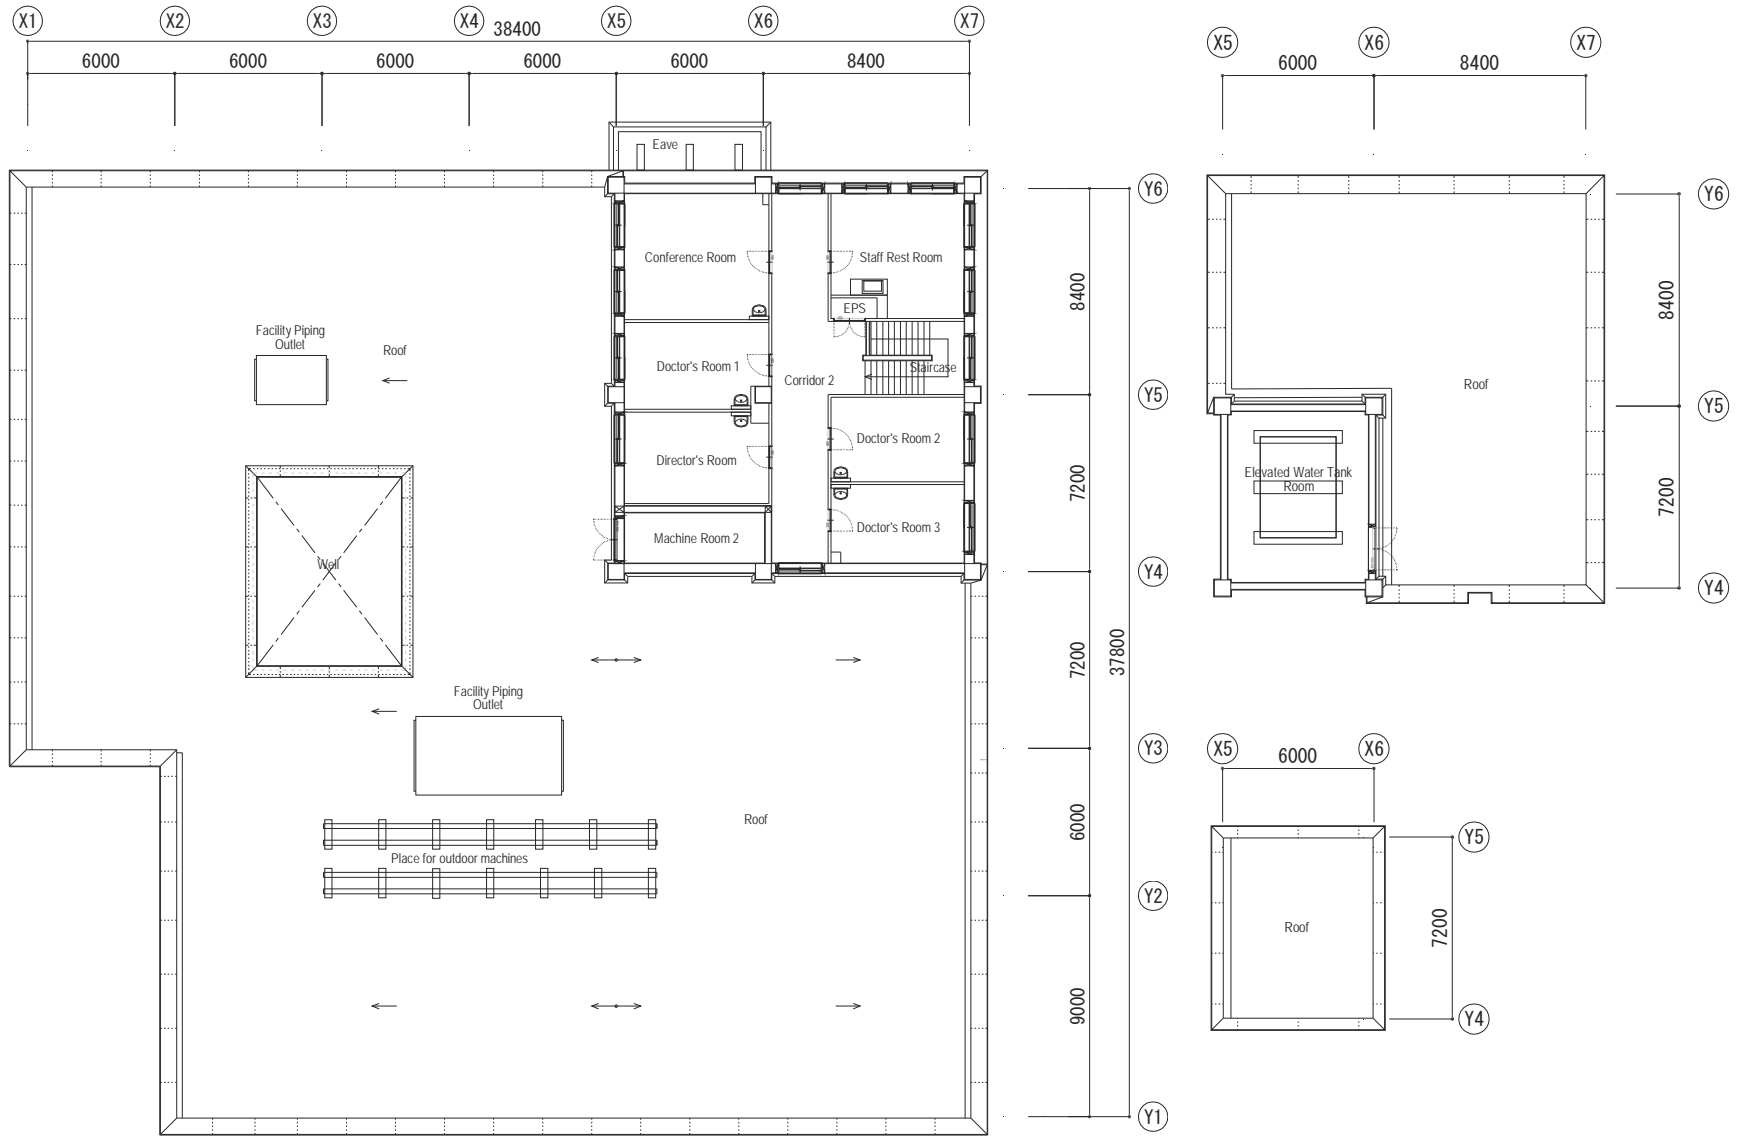 X1
X2
X3
X4
X5
X6
X7
38400
6000
6000
6000
6000
6000
8400
Eave
Conference Room
Staff Rest Room
EPS
Facility Piping
Outlet
Roof
Doctor's Room 1
Corridor 2
Staircase
Director's Room
Doctor's Room 2
Machine Room 2
Doctor's Room 3
Well
Facility Piping
Outlet
Roof
Place for outdoor machines
Y6
8400
Y5
7200
Y4
7200
37800
Y3
6000
Y2
9000
Y1
X5
X6
X7
6000
8400
Y6
8400
Roof
Y5
Elevated Water Tank
Room
7200
Y4
X5
6000
X6
Y5
Roof
7200
Y4